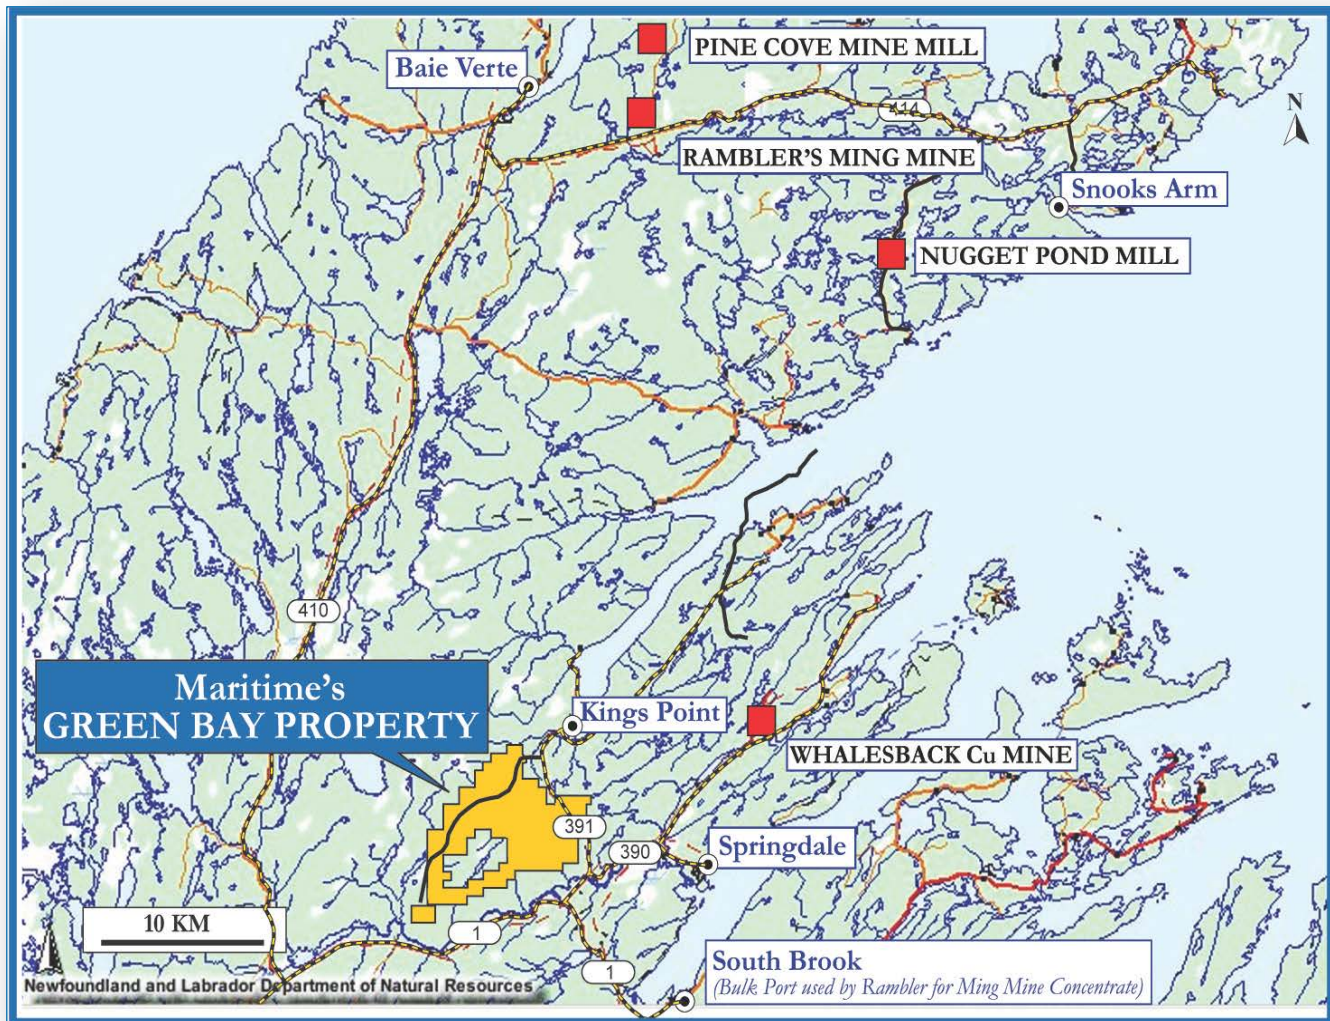 PINE COVE MINE MILL
Baie Verte
414
N
RAMBLER'S MING MINE
Snooks Arm
NUGGET POND MILL
410
Maritime's
GREEN BAY PROPERTY
Kings Point
WHALESBACK Cu MINE
391
390
Springdale
10 KM
1
1
South Brook
(Bulk Port used by Rambler for Ming Mine Concentrate)
Newfoundland and Labrador Department of Natural Resources